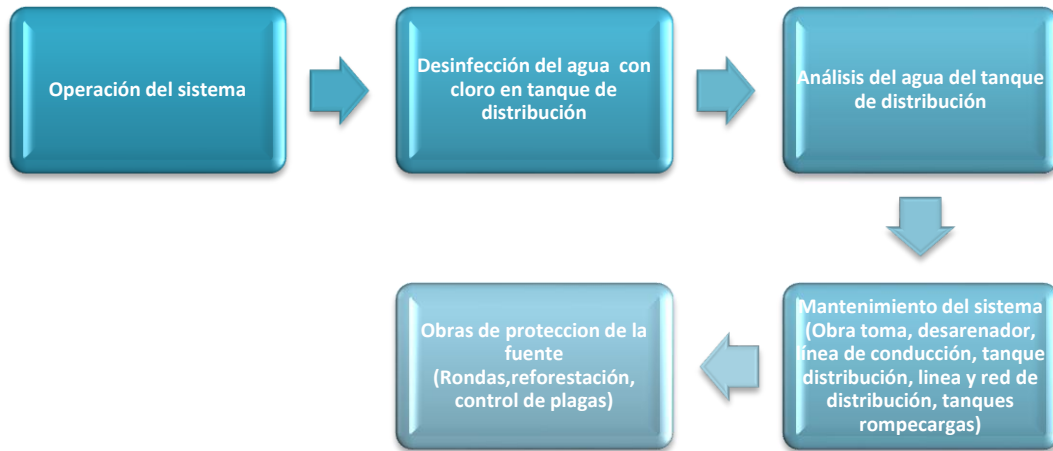 Operación del sistema
Desinfección del agua con
cloro en tanque de
distribución
Análisis del agua del tanque
de distribución
Mantenimiento del sistema
(Obra toma, desarenador,
línea de conducción, tanque
distribución, linea y red de
distribución, tanques
rompecargas)
Obras de proteccion de la
fuente
(Rondas,reforestación,
control de plagas)